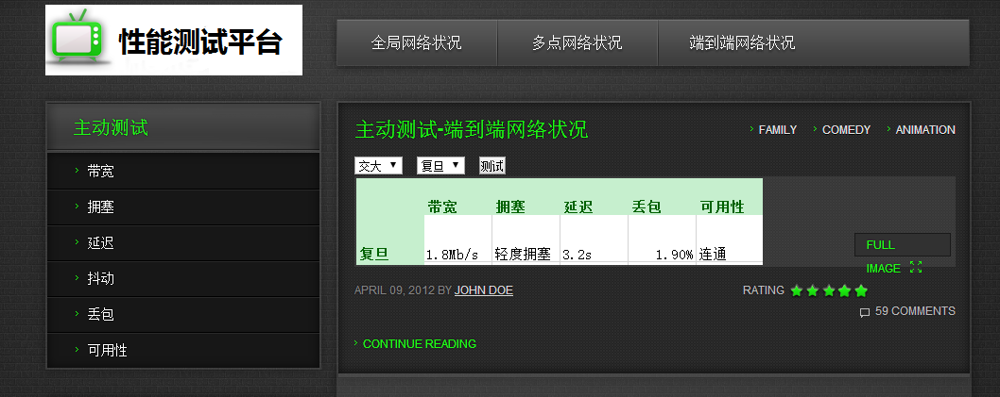 性能测试平台
全局网络状况 多点网络状况 端到端网络状况
主动测试
带宽
拥塞
延迟
抖动
丢包
可用性
主动测试-端到端网络状况
FAMILY COMEDY ANIMATION
交大 复旦 测试
带宽 拥塞 延迟 丢包 可用性
复旦 1.8Mb/s 轻度拥塞 3.2s 1.90% 连通
FULL
IMAGE
APRIL 09, 2012 BY JOHN DOE
RATING
59 COMMENTS
CONTINUE READING